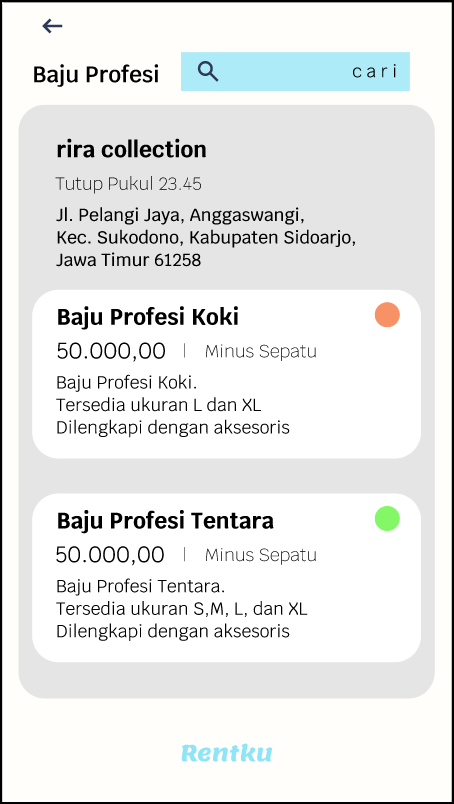 Baju Profesi
cari
rira collection
Tutup Pukul 23.45
Jl. Pelangi Jaya, Anggaswangi,
Kec. Sukodono, Kabupaten Sidoarjo,
Jawa Timur 61258
Baju Profesi Koki
50.000,00 | Minus Sepatu
Baju Profesi Koki.
Tersedia ukuran L dan XL
Dilengkapi dengan aksesoris
Baju Profesi Tentara
50.000,00 | Minus Sepatu
Baju Profesi Tentara.
Tersedia ukuran S,M, L, dan XL
Dilengkapi dengan aksesoris
Rentku